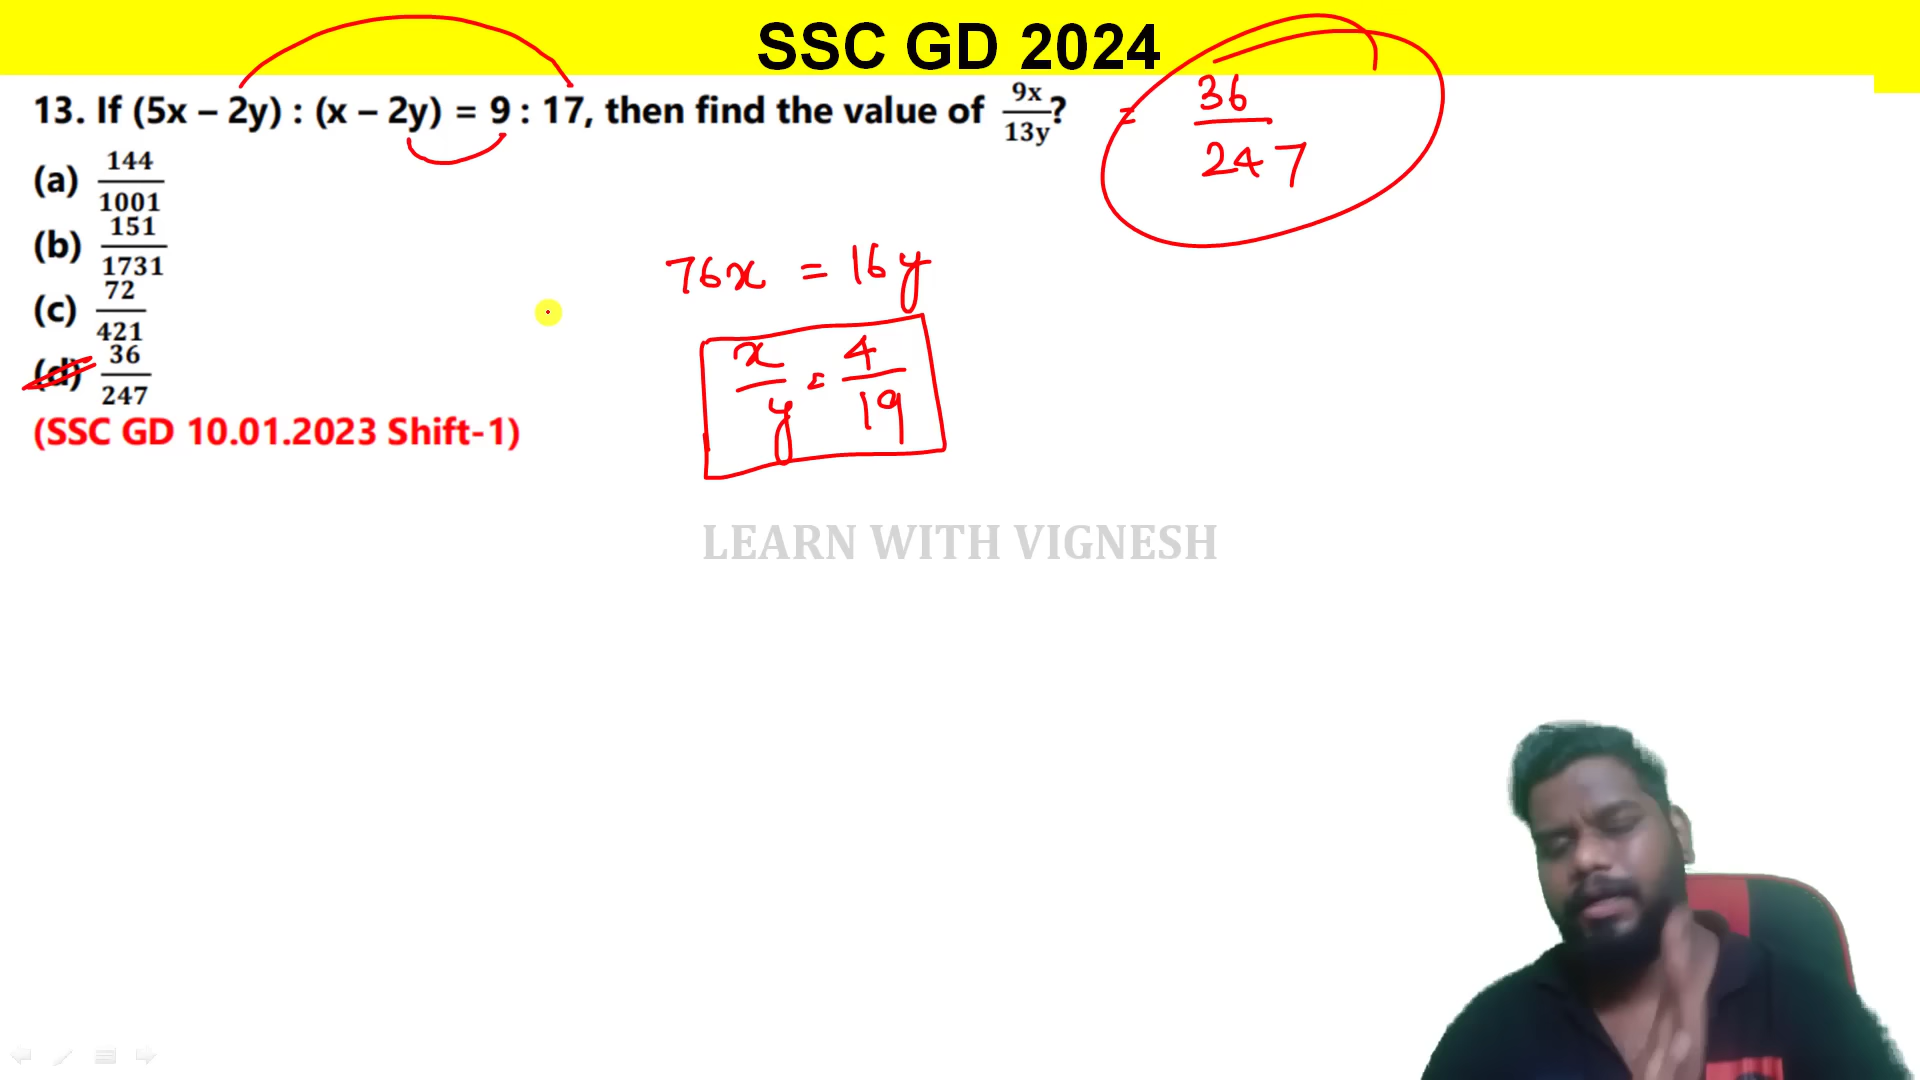 SSC GD 2024
13. If (5x – 2y) : (x – 2y) = 9 : 17, then find the value of 9x/13y? = 36/247
(a) 144/1001
(b) 151/1731
(c) 72/421
(d) 36/247
(SSC GD 10.01.2023 Shift-1)
76x = 16y
x/y = 4/19
LEARN WITH VIGNESH